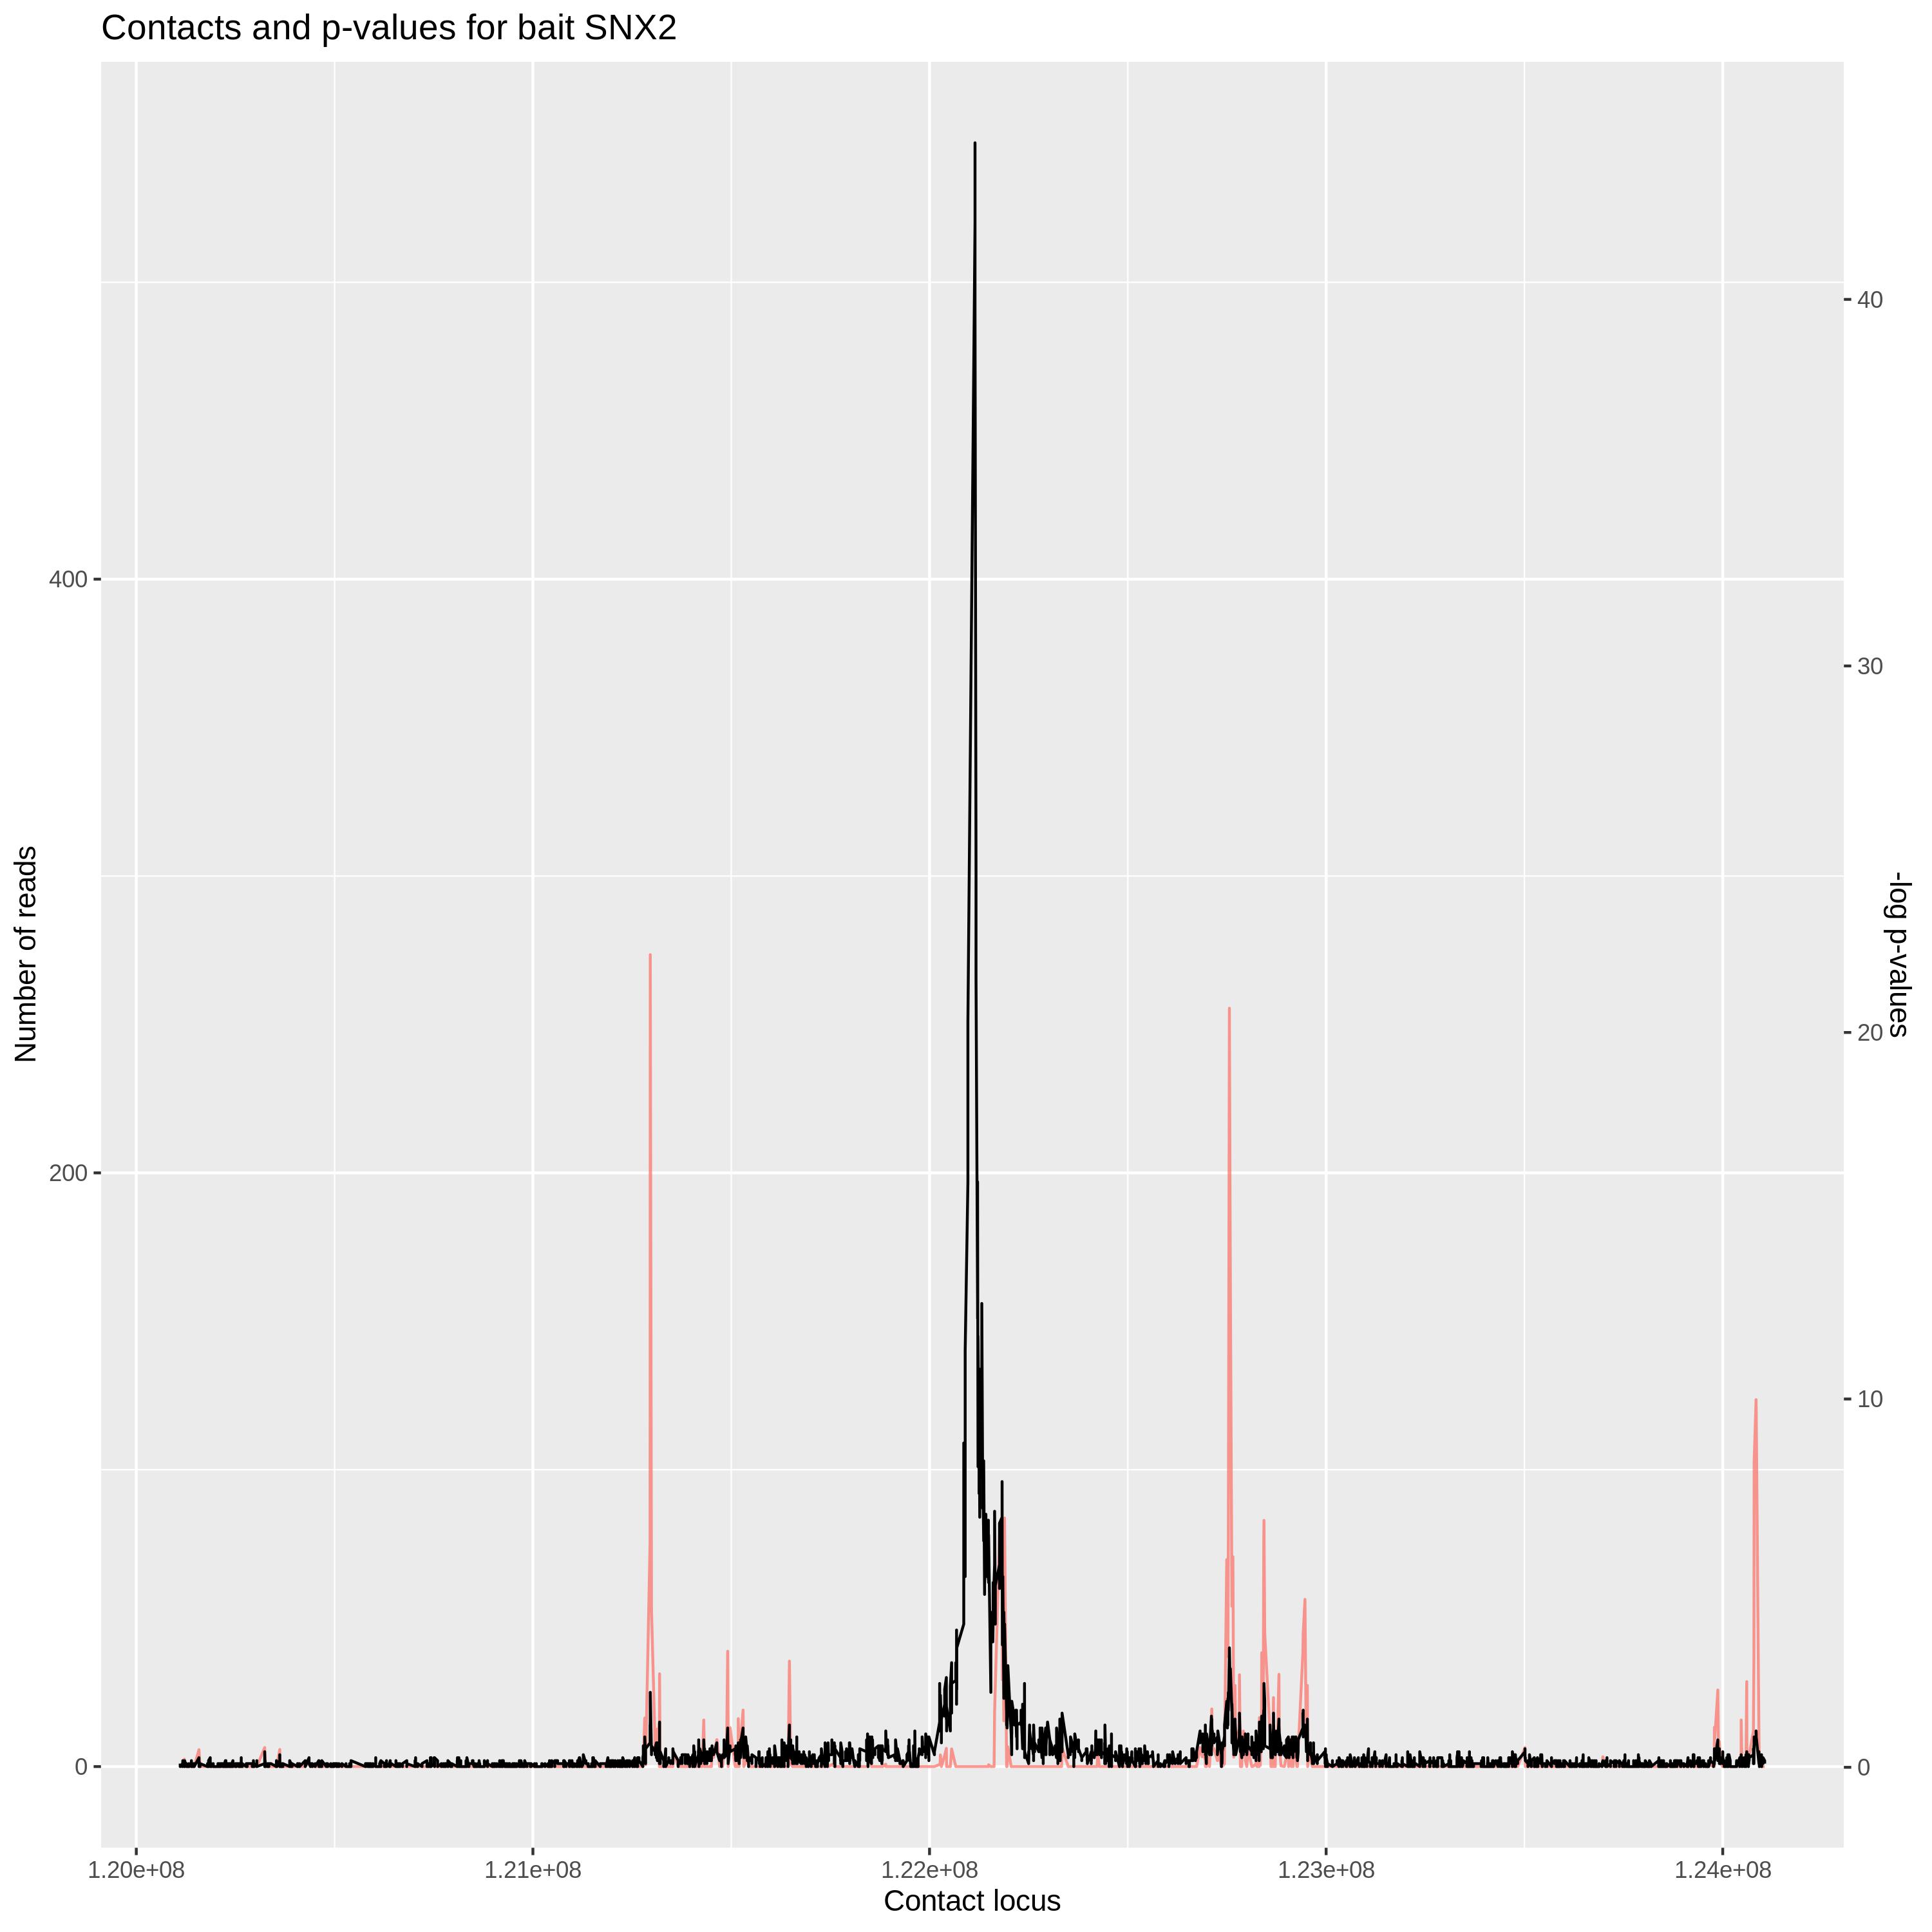 Contacts and p-values for bait SNX2
Number of reads
400
200
0
40
30
20
10
0
-log p-values
1.20e+08 1.21e+08 1.22e+08 1.23e+08 1.24e+08
Contact locus